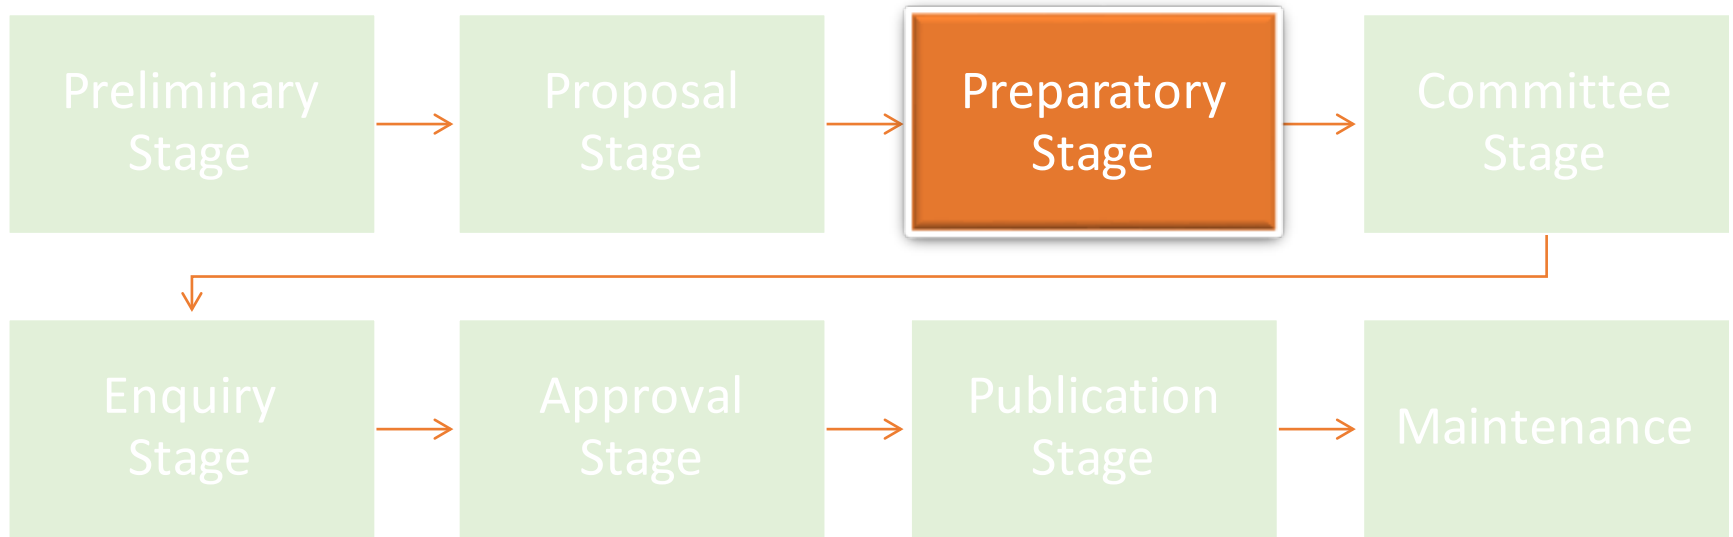 Preliminary
Stage
Proposal
Stage
Preparatory
Stage
Committee
Stage
Enquiry
Stage
Approval
Stage
Publication
Stage
Maintenance